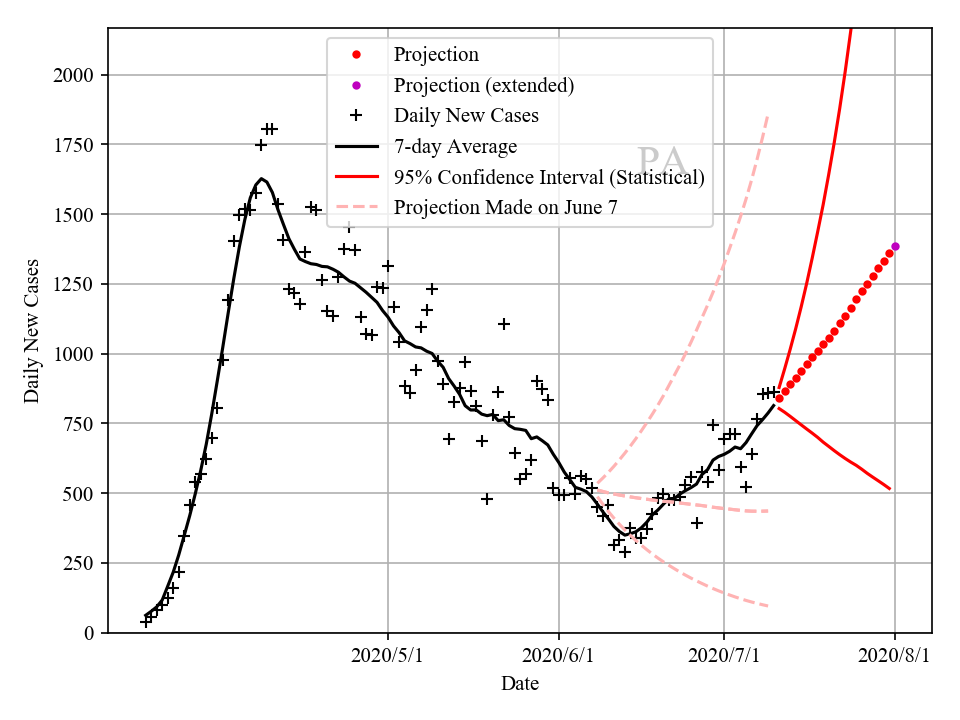 2000
1750
1500
1250
1000
750
500
250
0
Daily New Cases
Projection
Projection (extended)
Daily New Cases
7-day Average
95% Confidence Interval (Statistical)
Projection Made on June 7
PA
2020/5/1
2020/6/1
2020/7/1
2020/8/1
Date